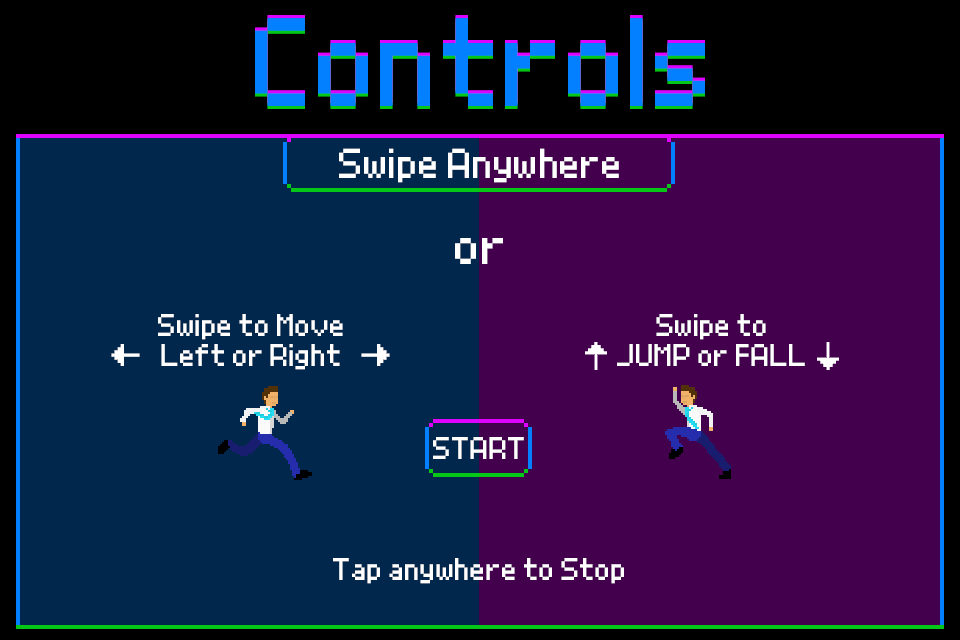 Controls
Swipe Anywhere
or
Swipe to Move
← Left or Right →
Swipe to
↑ JUMP or FALL ↓
START
Tap anywhere to Stop